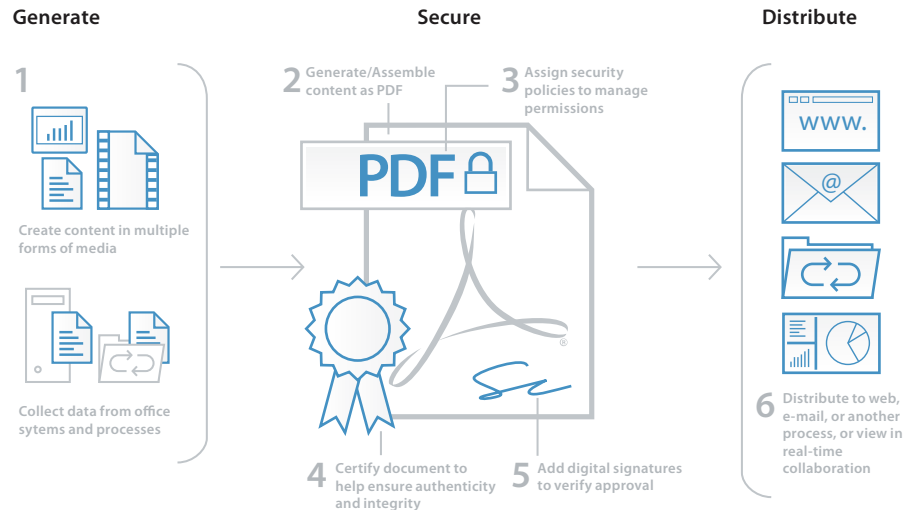 Generate
Secure
Distribute
1
Create content in multiple
forms of media
Collect data from office
sytems and processes
2 Generate/Assemble
content as PDF
3 Assign security
policies to manage
permissions
PDF
®
4 Certify document to
help ensure authenticity
and integrity
5 Add digital signatures
to verify approval
www.
@
6 Distribute to web,
e-mail, or another
process, or view in
real-time
collaboration